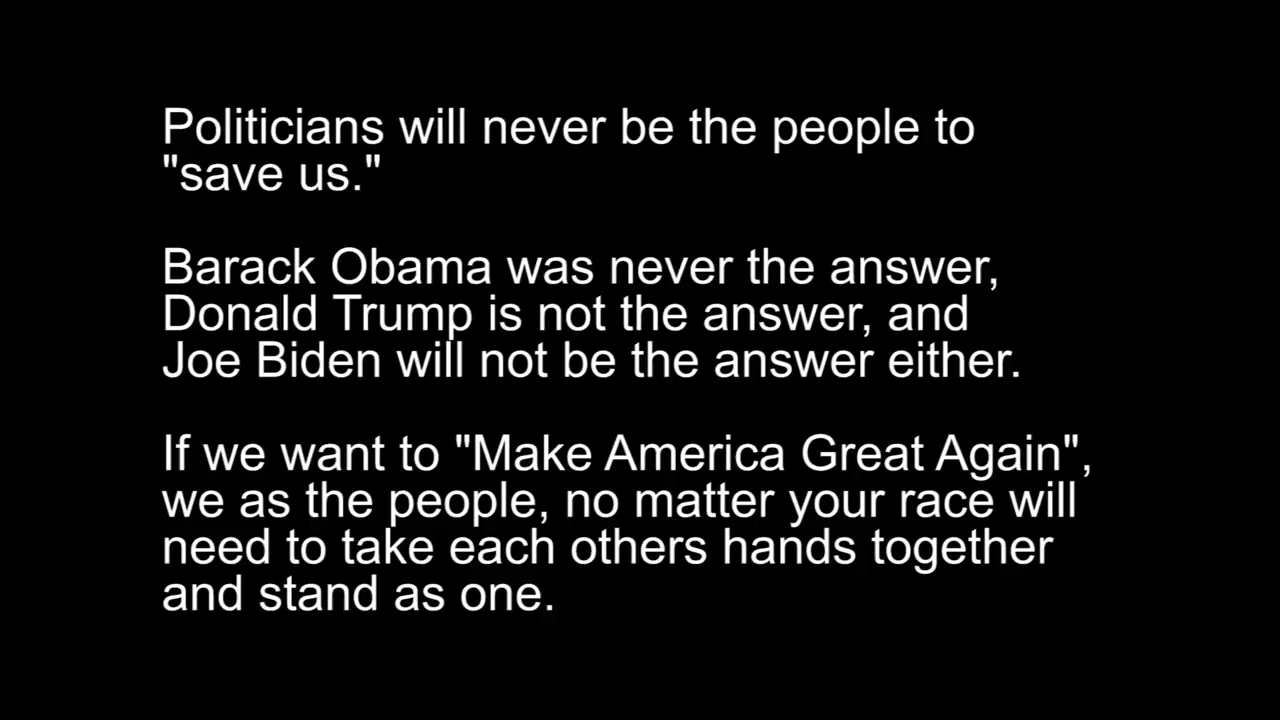 Politicians will never be the people to
"save us."
Barack Obama was never the answer,
Donald Trump is not the answer, and
Joe Biden will not be the answer either.
If we want to "Make America Great Again",
we as the people, no matter your race will
need to take each others hands together
and stand as one.